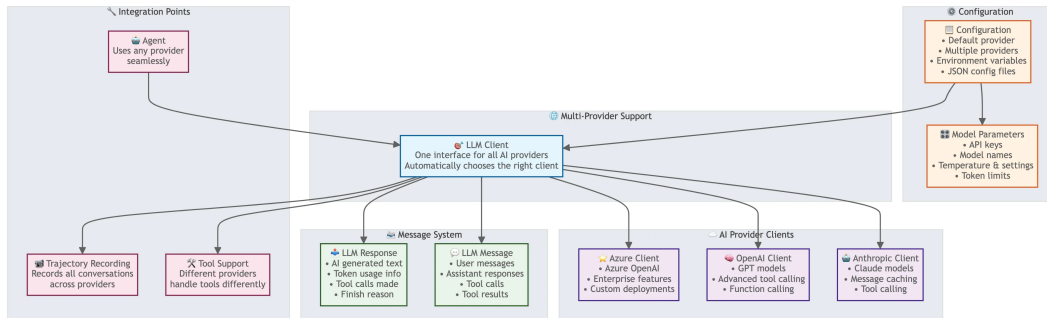 🔧 Integration Points
🤖 Agent
Uses any provider
seamlessly
⚙️ Configuration
📋 Configuration
• Default provider
• Multiple providers
• Environment variables
• JSON config files
🌐 Multi-Provider Support
🎯 LLM Client
One interface for all AI providers
Automatically chooses the right client
🎛️ Model Parameters
• API keys
• Model names
• Temperature & settings
• Token limits
📹 Trajectory Recording
Records all conversations
across providers
🛠️ Tool Support
Different providers
handle tools differently
📨 Message System
📤 LLM Response
• AI generated text
• Token usage info
• Tool calls made
• Finish reason
💬 LLM Message
• User messages
• Assistant responses
• Tool calls
• Tool results
☁️ AI Provider Clients
⭐ Azure Client
• Azure OpenAI
• Enterprise features
• Custom deployments
🧠 OpenAI Client
• GPT models
• Advanced tool calling
• Function calling
🤖 Anthropic Client
• Claude models
• Message caching
• Tool calling